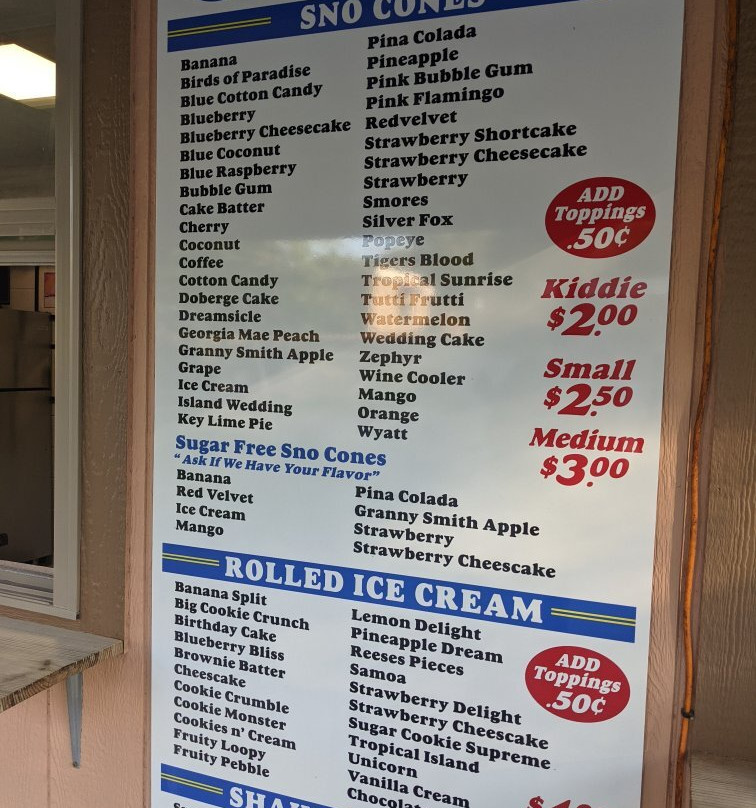 SNO CONES
Banana
Birds of Paradise
Blue Cotton Candy
Blueberry
Blueberry Cheesecake
Blue Coconut
Blue Raspberry
Bubble Gum
Cake Batter
Cherry
Coconut
Coffee
Cotton Candy
Doberge Cake
Dreamsicle
Georgia Mae Peach
Granny Smith Apple
Grape
Ice Cream
Island Wedding
Key Lime Pie
Pina Colada
Pineapple
Pink Bubble Gum
Pink Flamingo
Redvelvet
Strawberry Shortcake
Strawberry Cheesecake
Strawberry
Smores
Silver Fox
Popeye
Tigers Blood
Tropical Sunrise
Tutti Frutti
Watermelon
Wedding Cake
Zephyr
Wine Cooler
Mango
Orange
Wyatt
ADD
Toppings
.50¢
Kiddie
$2.00
Small
$2.50
Medium
$3.00
Sugar Free Sno Cones
"Ask If We Have Your Flavor"
Banana
Red Velvet
Ice Cream
Mango
Pina Colada
Granny Smith Apple
Strawberry
Strawberry Cheescake
ROLLED ICE CREAM
Banana Split
Big Cookie Crunch
Birthday Cake
Blueberry Bliss
Brownie Batter
Cheescake
Cookie Crumble
Cookie Monster
Cookies n' Cream
Fruity Loopy
Fruity Pebble
Lemon Delight
Pineapple Dream
Reeses Pieces
Samoa
Strawberry Delight
Strawberry Cheescake
Sugar Cookie Supreme
Tropical Island
Unicorn
Vanilla Cream
ADD
Toppings
.50¢